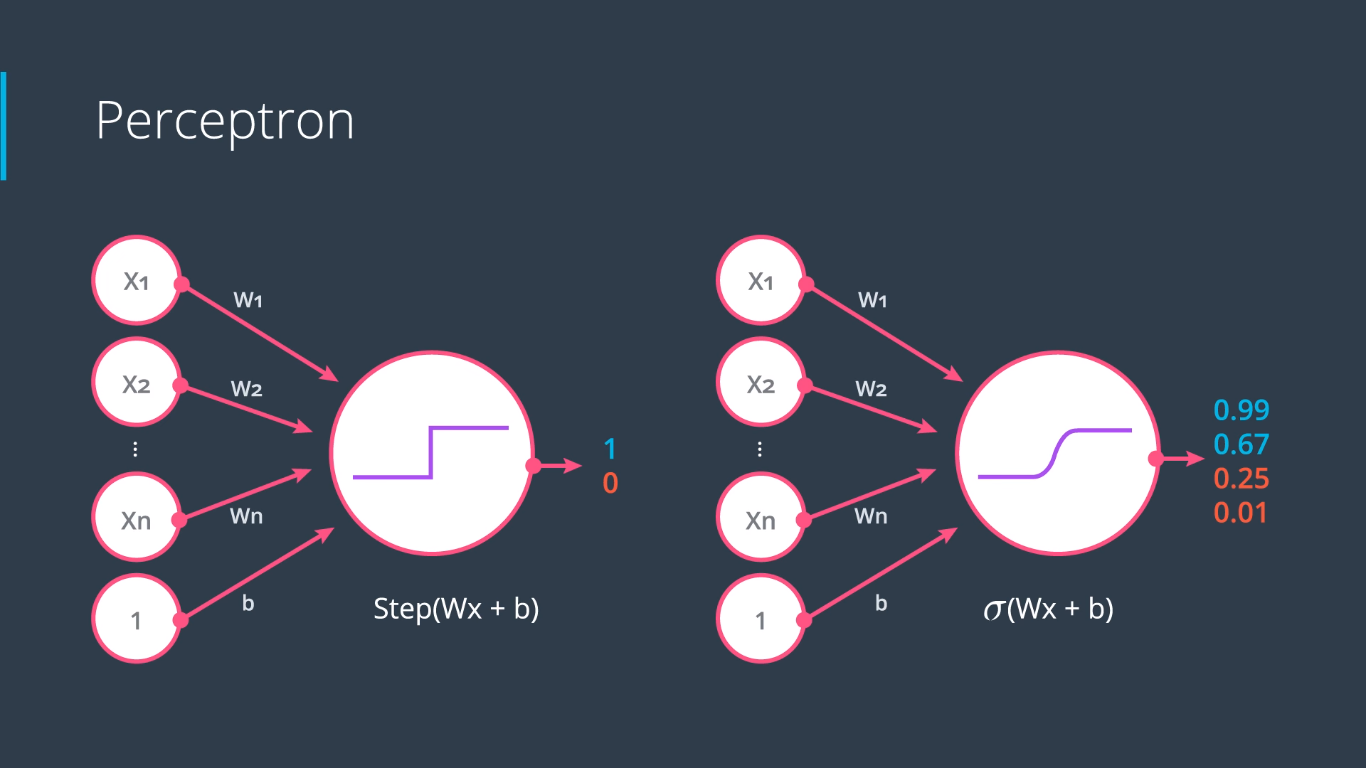 Perceptron
X1
W1
X2
W2
⋮
Xn
Wn
1
b
Step(Wx + b)
1
0
X1
W1
X2
W2
⋮
Xn
Wn
1
b
σ(Wx + b)
0.99
0.67
0.25
0.01